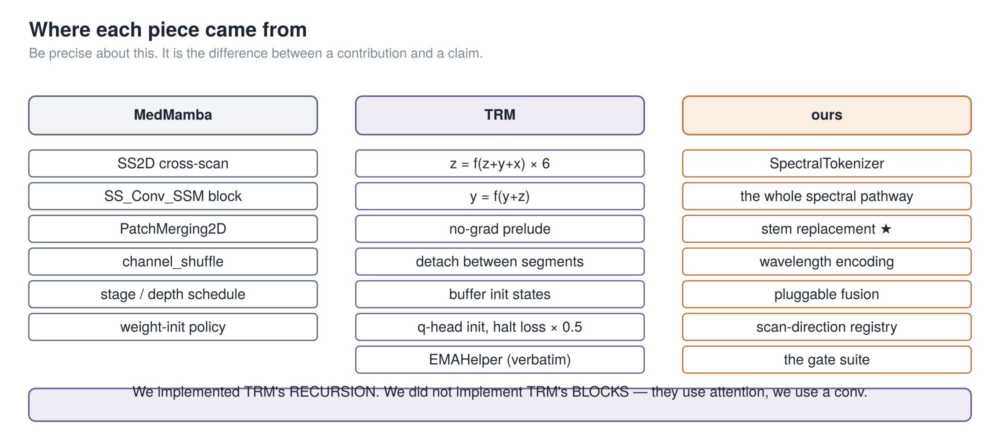 Where each piece came from
Be precise about this. It is the difference between a contribution and a claim.
MedMamba
SS2D cross-scan
SS_Conv_SSM block
PatchMerging2D
channel_shuffle
stage / depth schedule
weight-init policy
TRM
z = f(z+y+x) × 6
y = f(y+z)
no-grad prelude
detach between segments
buffer init states
q-head init, halt loss × 0.5
EMAHelper (verbatim)
ours
SpectralTokenizer
the whole spectral pathway
stem replacement ★
wavelength encoding
pluggable fusion
scan-direction registry
the gate suite
We implemented TRM's RECURSION. We did not implement TRM's BLOCKS — they use attention, we use a conv.